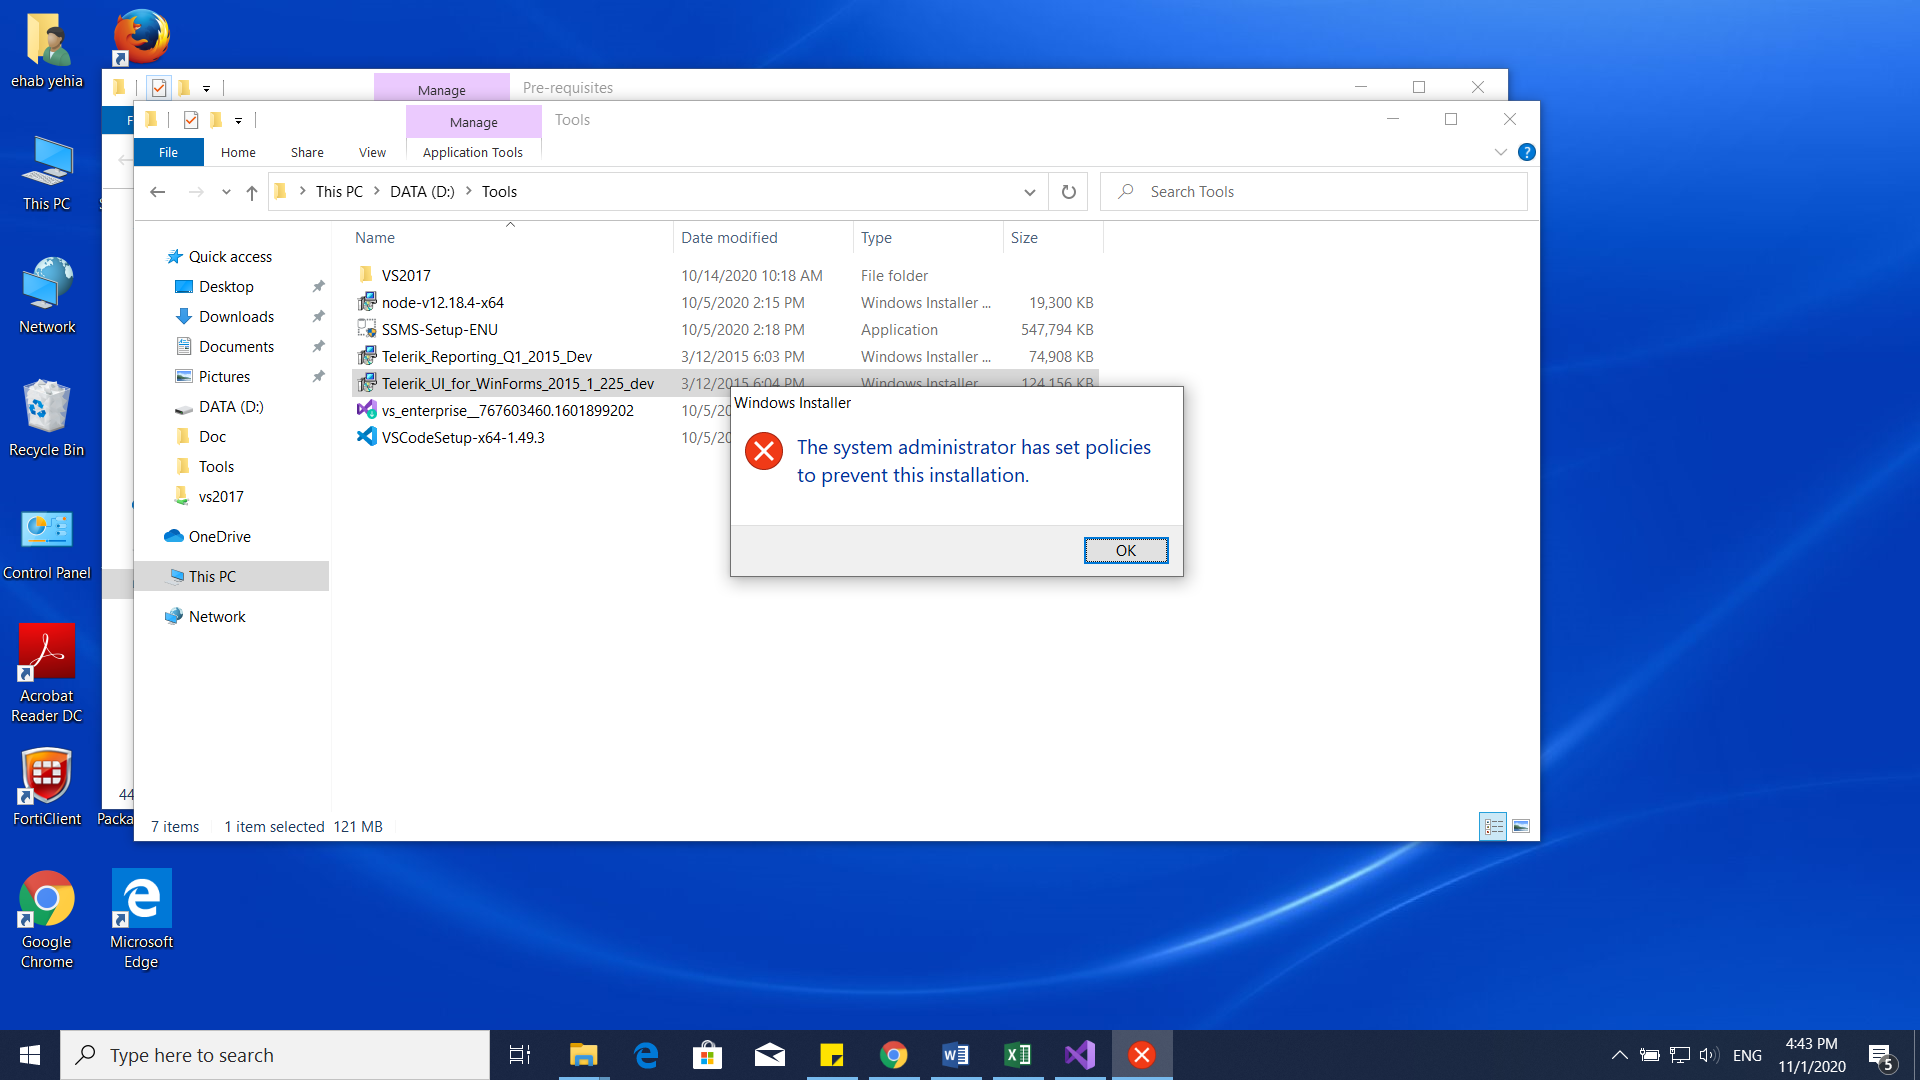 ehab yehia
This PC
Network
Recycle Bin
Control Panel
Acrobat
Reader DC
FortiClient
Packa
Google
Chrome
Microsoft
Edge
Manage
Pre-requisites
F
44
Manage
Tools
File
Home
Share
View
Application Tools
This PC
DATA (D:)
Tools
Search Tools
Quick access
Desktop
Downloads
Documents
Pictures
DATA (D:)
Doc
Tools
vs2017
OneDrive
This PC
Network
Name Date modified Type Size
VS2017 10/14/2020 10:18 AM File folder
node-v12.18.4-x64 10/5/2020 2:15 PM Windows Installer ... 19,300 KB
SSMS-Setup-ENU 10/5/2020 2:18 PM Application 547,794 KB
Telerik_Reporting_Q1_2015_Dev 3/12/2015 6:03 PM Windows Installer ... 74,908 KB
Telerik_UI_for_WinForms_2015_1_225_dev 3/12/2015 6:04 PM Windows Installer 124,156 KB
vs_enterprise__767603460.1601899202 10/5/20
VSCodeSetup-x64-1.49.3 10/5/20
Windows Installer
The system administrator has set policies
to prevent this installation.
OK
7 items 1 item selected 121 MB
Type here to search
ENG
4:43 PM
11/1/2020
5